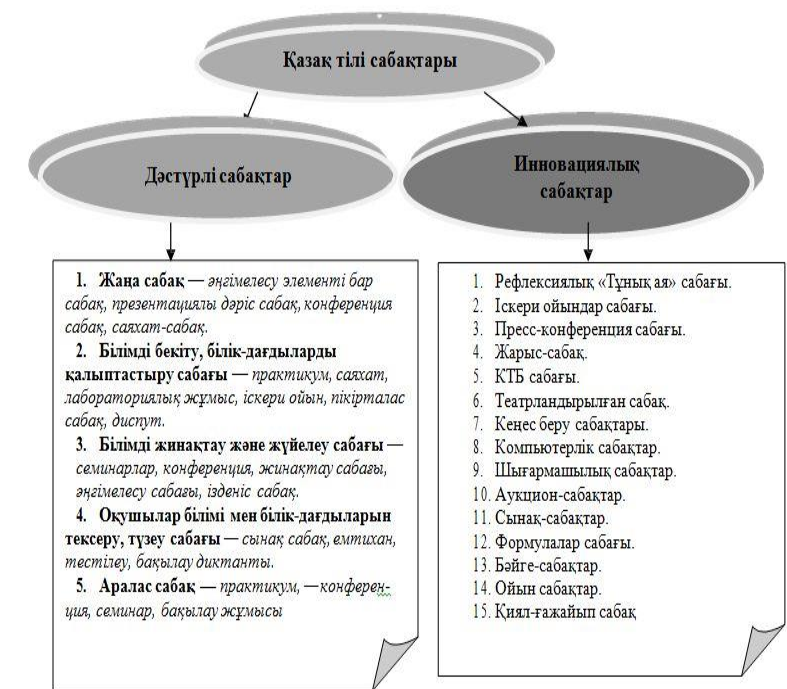 Қазақ тілі сабақтары
Дәстүрлі сабақтар
Инновациялық
сабақтар
1. Жаңа сабақ — әңгімелесу элементі бар
сабақ, презентациялы дәріс сабақ, конференция
сабақ, саяхат-сабақ.
2. Білімді бекіту, білік-дағдыларды
қалыптастыру сабағы — практикум, саяхат,
лабораториялық жұмыс, іскери ойын, пікірталас
сабақ, диспут.
3. Білімді жинақтау және жүйелеу сабағы —
семинарлар, конференция, жинақтау сабағы,
әңгімелесу сабағы, ізденіс сабақ.
4. Оқушылар білімі мен білік-дағдыларын
тексеру, түзеу сабағы — сынақ сабақ, емтихан,
тестілеу, бақылау диктанты.
5. Аралас сабақ — практикум, —конферен-
ция, семинар, бақылау жұмысы
1. Рефлексиялық «Тұнық ая» сабағы.
2. Іскери ойындар сабағы.
3. Пресс-конференция сабағы.
4. Жарыс-сабақ.
5. КТБ сабағы.
6. Театрландырылған сабақ.
7. Кеңес беру сабақтары.
8. Компьютерлік сабақтар.
9. Шығармашылық сабақтар.
10. Аукцион-сабақтар.
11. Сынақ-сабақтар.
12. Формулалар сабағы.
13. Бәйге-сабақтар.
14. Ойын сабақтар.
15. Қиял-ғажайып сабақ